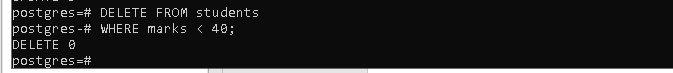 postgres=# DELETE FROM students
postgres-# WHERE marks < 40;
DELETE 0
postgres=#